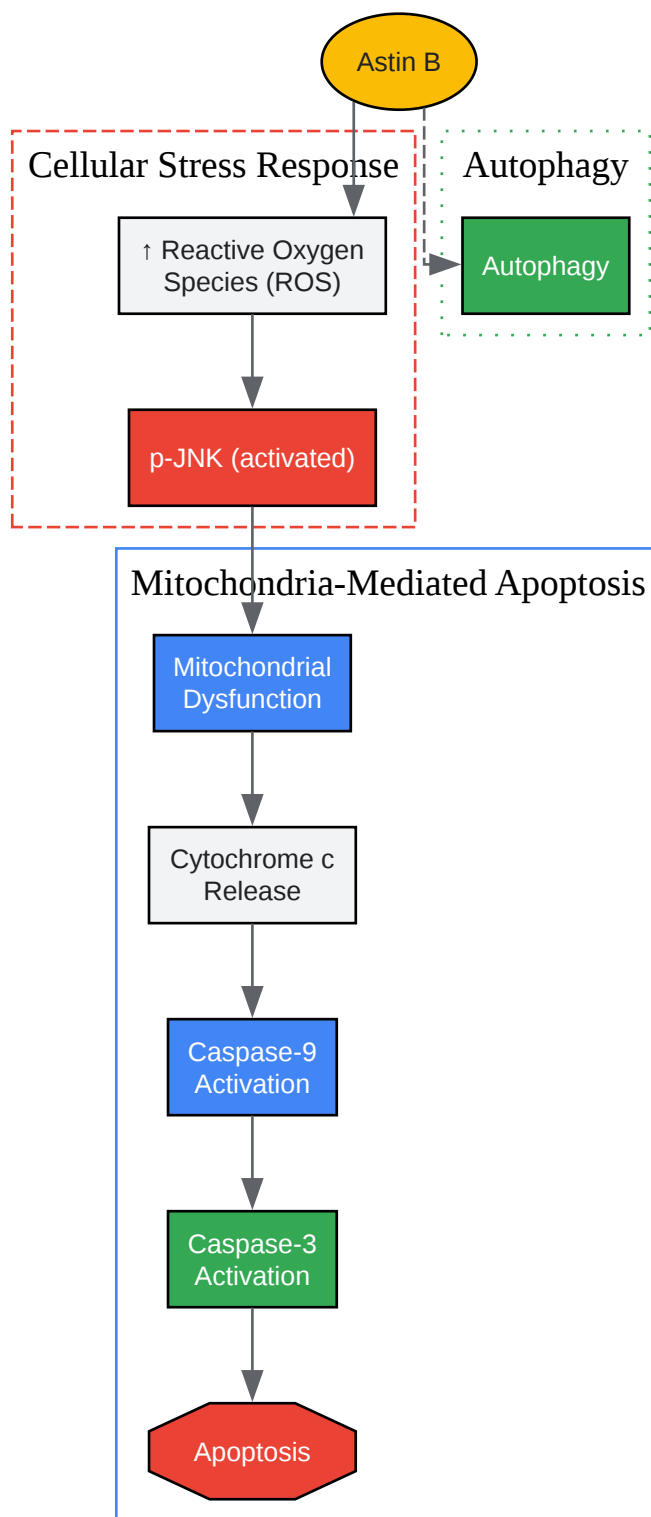 Astin B
Cellular Stress Response
Autophagy
↑ Reactive Oxygen
Species (ROS)
Autophagy
p-JNK (activated)
Mitochondria-Mediated Apoptosis
Mitochondrial
Dysfunction
Cytochrome c
Release
Caspase-9
Activation
Caspase-3
Activation
Apoptosis